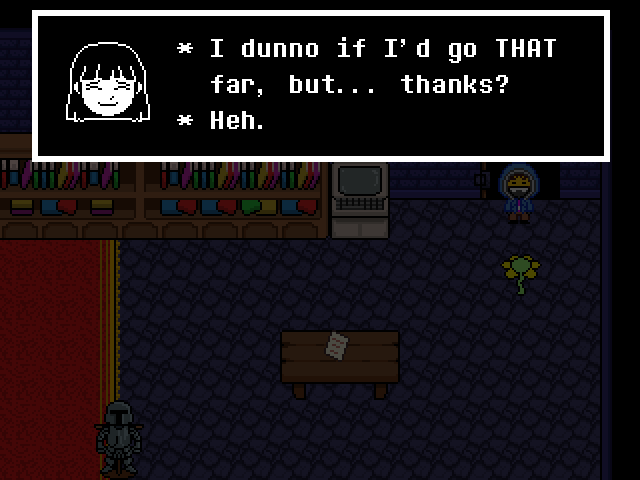 * I dunno if I'd go THAT
far, but... thanks?
* Heh.